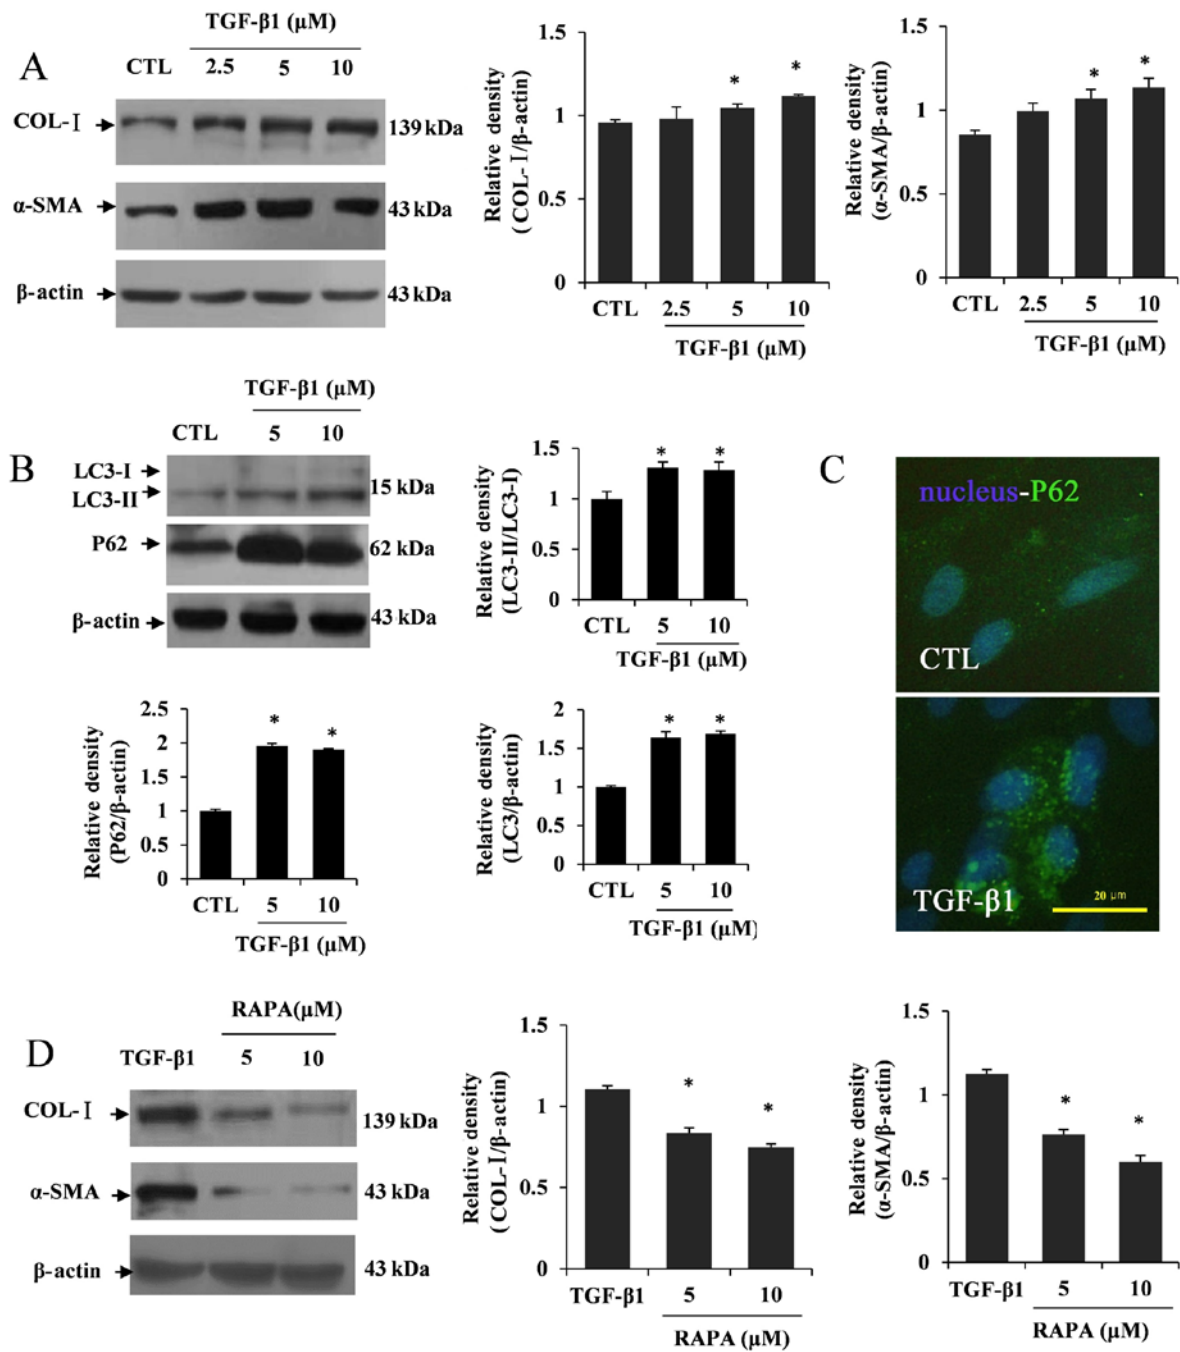 A
TGF-β1 (μM)
CTL 2.5 5 10
COL-Ⅰ 139 kDa
α-SMA 43 kDa
β-actin 43 kDa
Relative density
(COL-Ⅰ/β-actin)
1.5
1
0.5
0
* *
CTL 2.5 5 10
TGF-β1 (μM)
Relative density
(α-SMA/β-actin)
1.5
1
0.5
0
* *
CTL 2.5 5 10
TGF-β1 (μM)
B
TGF-β1 (μM)
CTL 5 10
LC3-I
LC3-II 15 kDa
P62 62 kDa
β-actin 43 kDa
Relative density
(LC3-II/LC3-I)
1.5
1
0.5
0
* *
CTL 5 10
TGF-β1 (μM)
C
nucleus-P62
CTL
TGF-β1
20 μm
Relative density
(P62/β-actin)
2.5
2
1.5
1
0.5
0
* *
CTL 5 10
TGF-β1 (μM)
Relative density
(LC3/β-actin)
2
1.5
1
0.5
0
* *
CTL 5 10
TGF-β1 (μM)
D
RAPA(μM)
TGF-β1 5 10
COL-Ⅰ 139 kDa
α-SMA 43 kDa
β-actin 43 kDa
Relative density
(COL-Ⅰ/β-actin)
1.5
1
0.5
0
* *
TGF-β1 5 10
RAPA (μM)
Relative density
(α-SMA/β-actin)
1.5
1
0.5
0
* *
TGF-β1 5 10
RAPA (μM)